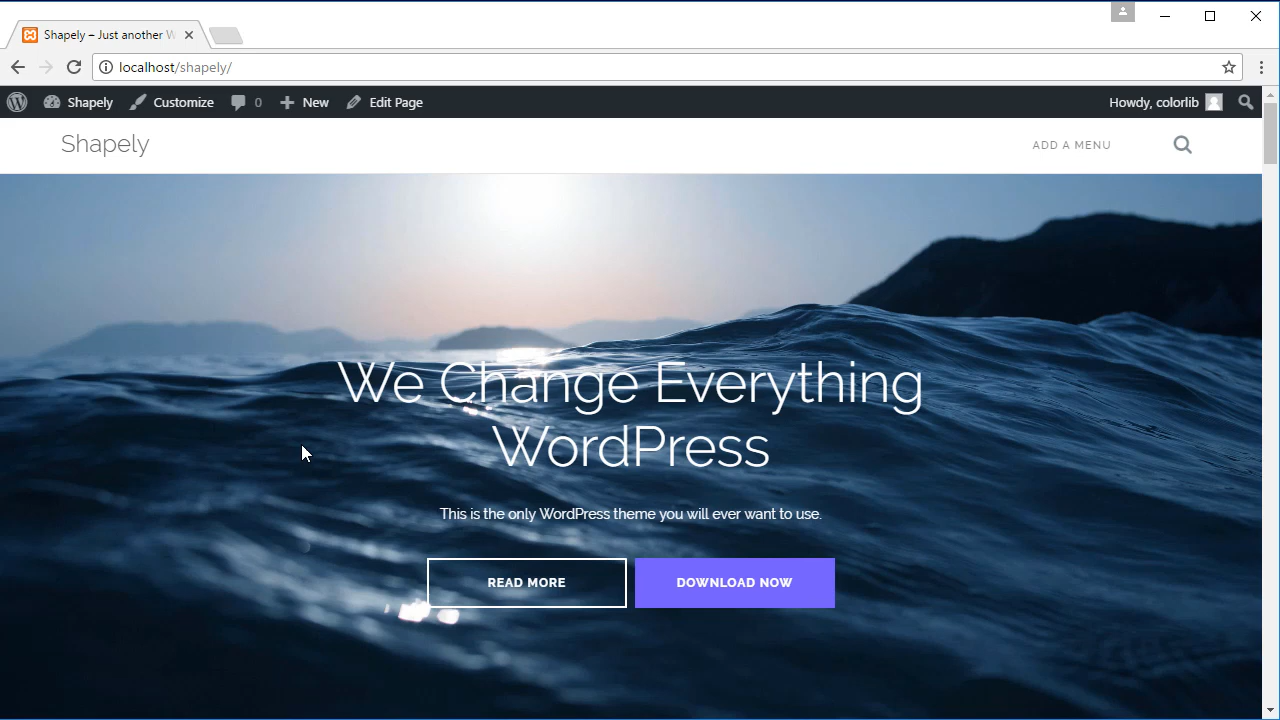 Shapely – Just another W
localhost/shapely/
Shapely Customize 0 New Edit Page Howdy, colorlib
Shapely ADD A MENU
We Change Everything
WordPress
This is the only WordPress theme you will ever want to use.
READ MORE DOWNLOAD NOW